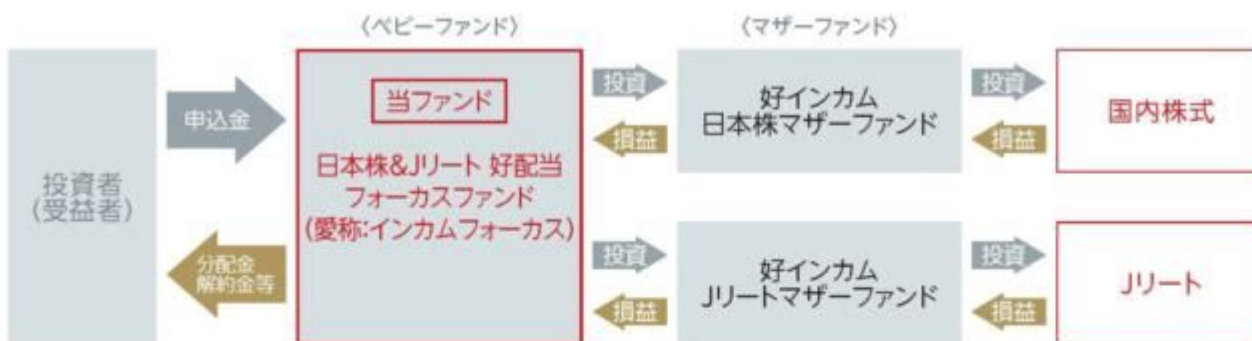 〈ベビーファンド〉
〈マザーファンド〉
投資者
(受益者)
申込金
分配金
解約金等
当ファンド
日本株&Jリート 好配当
フォーカスファンド
(愛称:インカムフォーカス)
投資
損益
好インカム
日本株マザーファンド
投資
損益
国内株式
投資
損益
好インカム
Jリートマザーファンド
投資
損益
Jリート